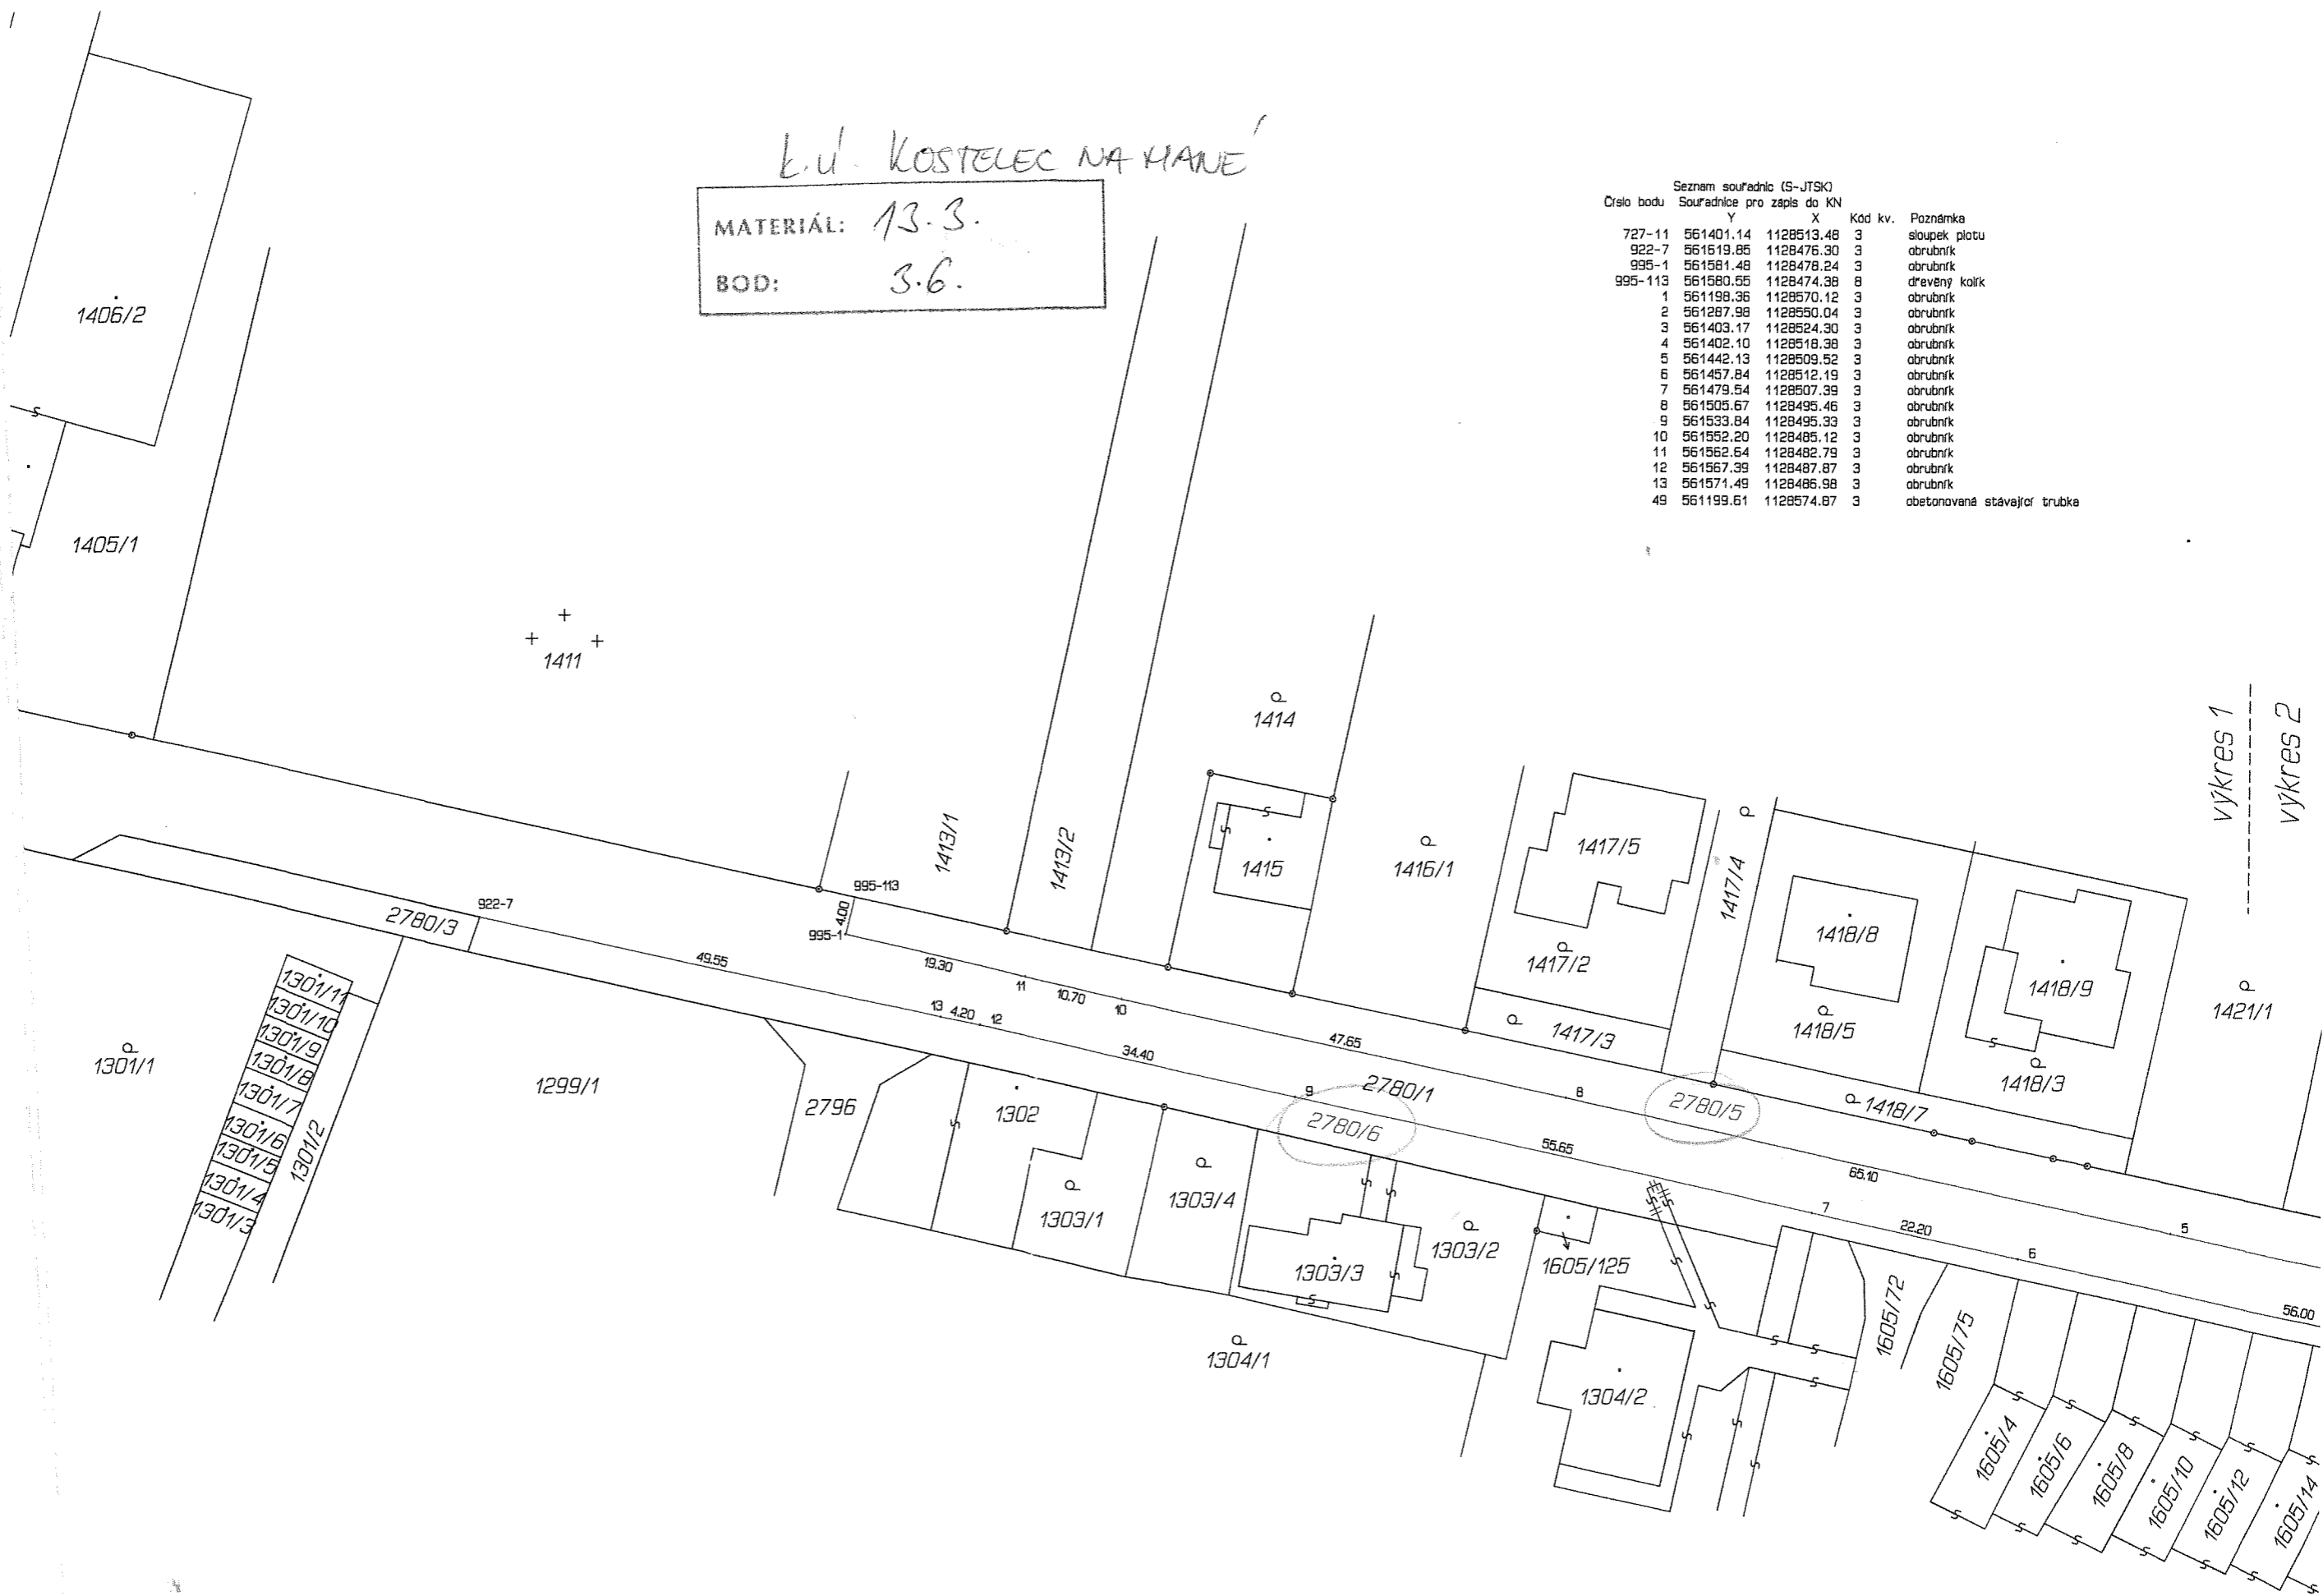 k.ú. KOSTELEC NA HANÉ
MATERIÁL: 13.3.
BOD: 3.6.
Seznam souřadnic (S-JTSK)
Číslo bodu Souřadnice pro zápis do KN
Y X Kód kv. Poznámka
727-11 561401.14 1128513.48 3 sloupek plotu
922-7 561619.85 1128476.30 3 obrubník
995-1 561581.48 1128478.24 3 obrubník
995-113 561580.55 1128474.38 8 dřevěný kolík
1 561198.36 1128570.12 3 obrubník
2 561287.98 1128550.04 3 obrubník
3 561403.17 1128524.30 3 obrubník
4 561402.10 1128518.38 3 obrubník
5 561442.13 1128509.52 3 obrubník
6 561457.84 1128512.19 3 obrubník
7 561479.54 1128507.39 3 obrubník
8 561505.67 1128495.46 3 obrubník
9 561533.84 1128495.33 3 obrubník
10 561552.20 1128485.12 3 obrubník
11 561562.64 1128482.79 3 obrubník
12 561567.39 1128487.87 3 obrubník
13 561571.49 1128486.98 3 obrubník
49 561199.61 1128574.87 3 obetonovaná stávající trubka
1406/2
1405/1
1411
1414
výkres 1
výkres 2
1413/1
1413/2
1415
1416/1
1417/5
1417/4
1417/2
1417/3
1418/8
1418/5
1418/9
1418/3
1418/7
1421/1
995-113
4.00
995-1
922-7
2780/3
49.55
19.30
11
10.70
10
13 4.20 12
34.40
47.65
9
2780/1
8
2780/5
2780/6
55.65
65.10
7
22.20
6
5
56.00
1301/11
1301/10
1301/9
1301/8
1301/7
1301/6
1301/5
1301/4
1301/3
1301/1
1301/2
1299/1
2796
1302
1303/1
1303/4
1303/3
1303/2
1304/1
1605/125
1304/2
1605/72
1605/75
1605/4
1605/6
1605/8
1605/10
1605/12
1605/14